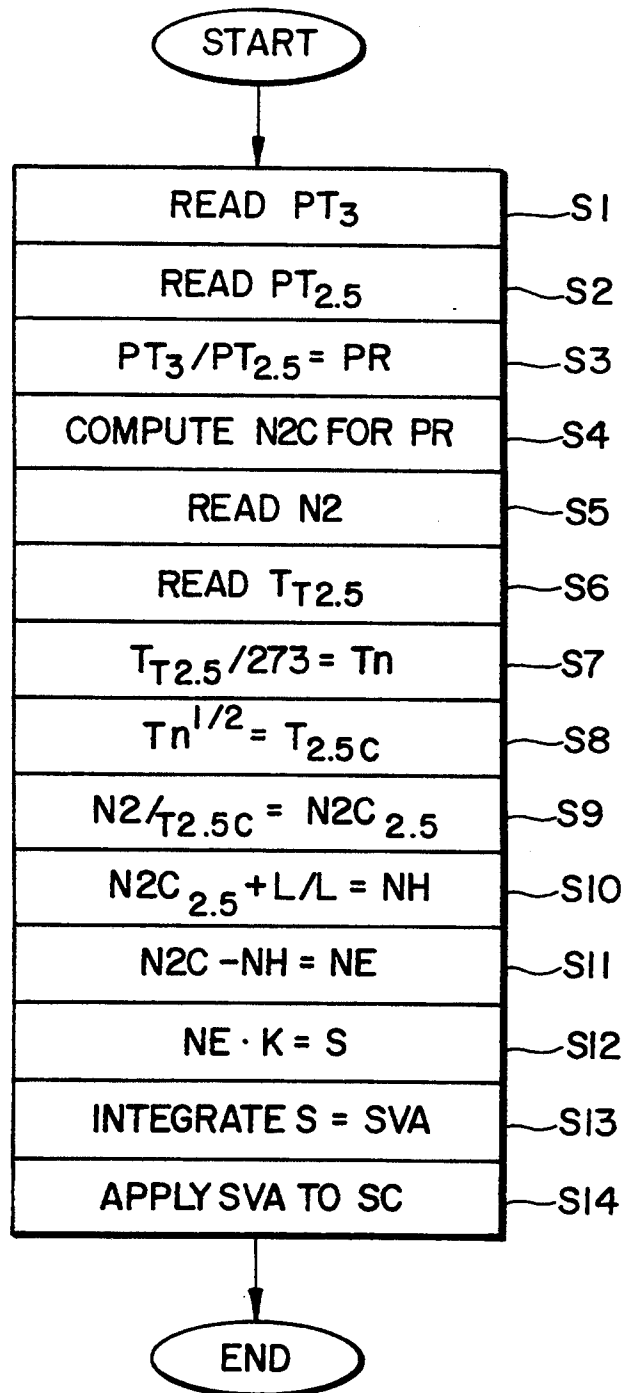 START
READ PT3 S1
READ PT2.5 S2
PT3/PT2.5 = PR S3
COMPUTE N2C FOR PR S4
READ N2 S5
READ TT2.5 S6
TT2.5/273 = Tn S7
Tn1/2 = T2.5C S8
N2/T2.5C = N2C2.5 S9
N2C2.5 + L/L = NH S10
N2C - NH = NE S11
NE · K = S S12
INTEGRATE S = SVA S13
APPLY SVA TO SC S14
END